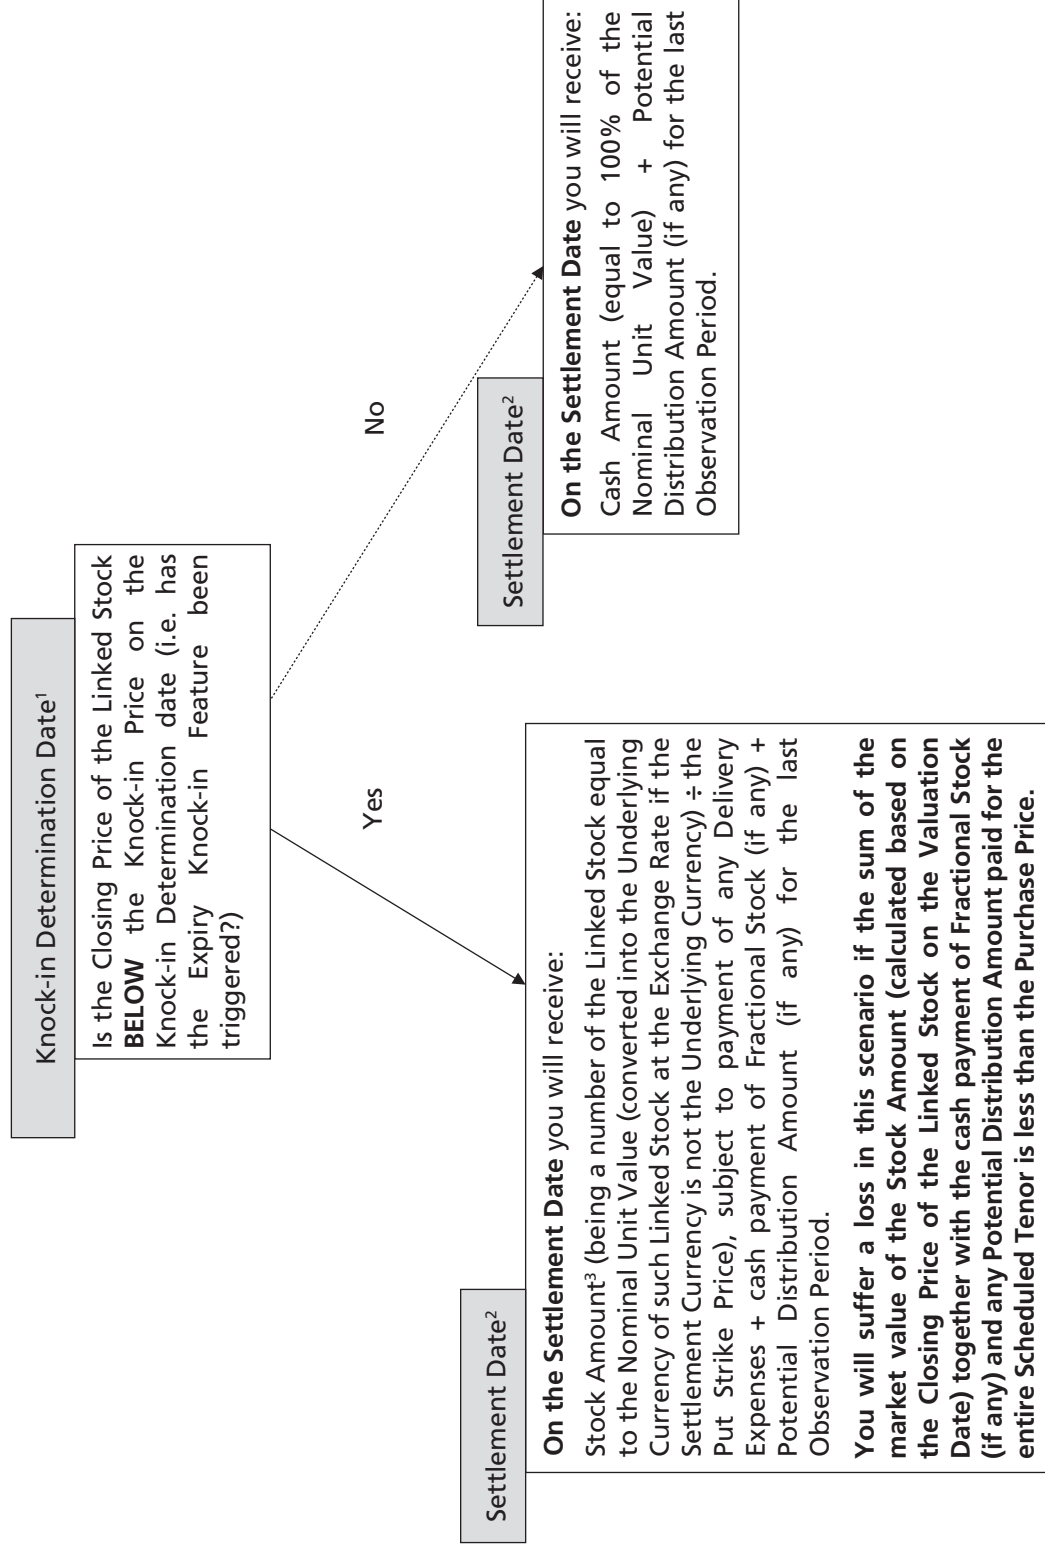 Knock-in Determination Date¹
Is the Closing Price of the Linked Stock
BELOW the Knock-in Price on the
Knock-in Determination date (i.e. has
the Expiry Knock-in Feature been
triggered?)
Yes
No
Settlement Date²
On the Settlement Date you will receive:
Stock Amount³ (being a number of the Linked Stock equal
to the Nominal Unit Value (converted into the Underlying
Currency of such Linked Stock at the Exchange Rate if the
Settlement Currency is not the Underlying Currency) ÷ the
Put Strike Price), subject to payment of any Delivery
Expenses + cash payment of Fractional Stock (if any) +
Potential Distribution Amount (if any) for the last
Observation Period.
You will suffer a loss in this scenario if the sum of the
market value of the Stock Amount (calculated based on
the Closing Price of the Linked Stock on the Valuation
Date) together with the cash payment of Fractional Stock
(if any) and any Potential Distribution Amount paid for the
entire Scheduled Tenor is less than the Purchase Price.
Settlement Date²
On the Settlement Date you will receive:
Cash Amount (equal to 100% of the
Nominal Unit Value) + Potential
Distribution Amount (if any) for the last
Observation Period.